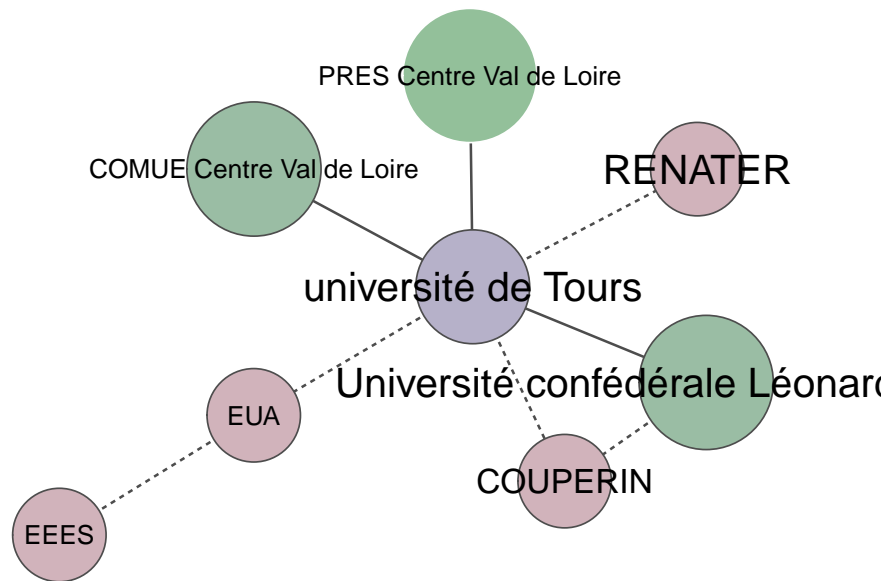 PRES Centre Val de Loire
COMUE Centre Val de Loire
RENATER
université de Tours
Université confédérale Léonard
EUA
COUPERIN
EEES